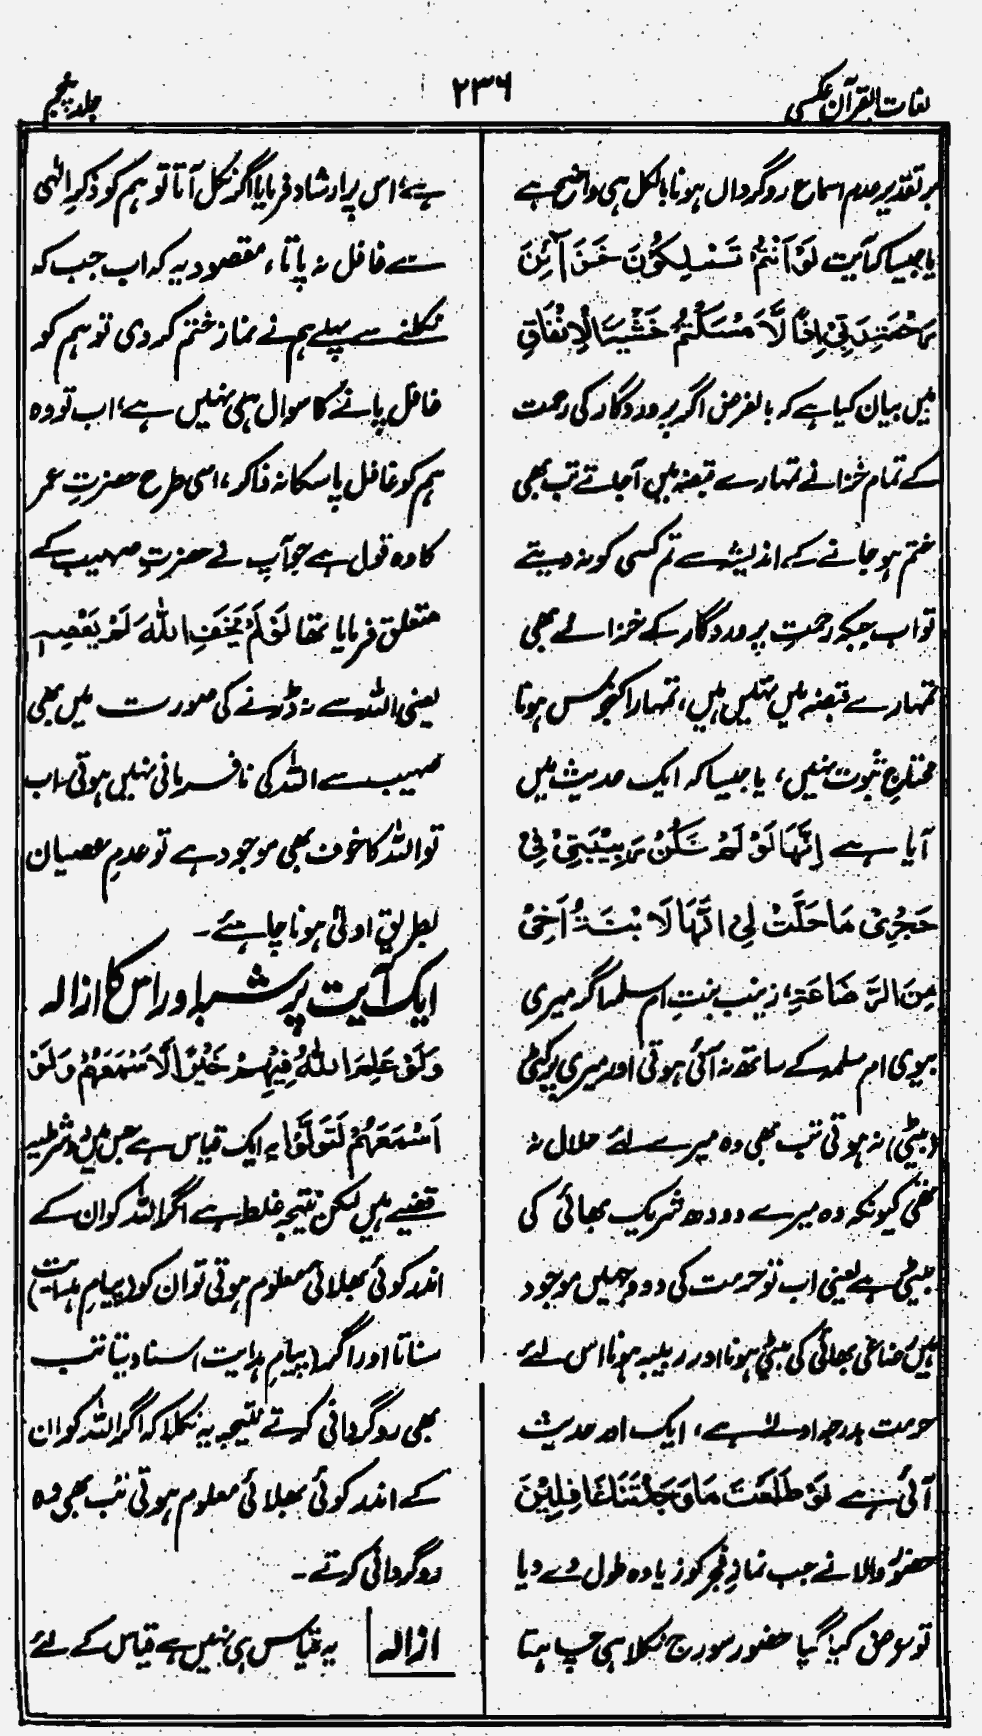 لغات القرآن عکسی
۲۳۶
جلد پنجم
بر تقدیر عدم اسماع روگرداں ہونا بالکل ہی واضح ہے
یا جیسا کہ آیت لَوْ اَنْتُمْ تَمْلِكُوْنَ خَزَآئِنَ
رَحْمَۃِ رَبِّیْ اِذًا لَّاَمْسَكْتُمْ خَشْیَۃَ الْاِنْفَاقِ
میں بیان کیا ہے کہ بالفرض اگر پروردگار کی رحمت
کے تمام خزانے تمہارے قبضہ میں آ جاتے تب بھی
ختم ہو جانے کے اندیشہ سے تم کسی کو نہ دیتے
تو اب جبکہ رحمتِ پروردگار کے خزانے بھی
تمہارے قبضہ میں نہیں ہیں، تمہارا کنجوس ہونا
محتاجِ ثبوت نہیں، یا جیسا کہ ایک حدیث میں
آیا ہے اِنَّھَا لَوْ لَمْ تَكُنْ رَبِیْبَتِیْ فِیْ
حَجْرِیْ مَا حَلَّتْ لِیْ اِنَّھَا لَابْنَۃُ اَخِیْ
مِنَ الرَّضَاعَۃِ، زینب بنتِ ام سلمہ اگر میری
بیوی ام سلمہ کے ساتھ نہ آئی ہوتی اور میری
(بیٹی) نہ ہوتی تب بھی وہ میرے لئے حلال نہ
تھی کیونکہ وہ میرے دودھ شریک بھائی کی
بیٹی ہے یعنی اب تو حرمت کی دو وجہیں موجود
ہیں رضاعی بھائی کی بیٹی ہونا اور ربیبہ ہونا اس لئے
حرمت بدرجہ اولےٰ ہے، ایک اور حدیث
آئی ہے لَوْ طَلَعَتْ مَا وَجَدَتْنَا غَافِلِیْنَ
حضورِ والا نے جب نمازِ فجر کو زیادہ طول دے دیا
تو عرض کیا گیا حضور سورج نکلا ہی چاہتا
ہے، اس پر ارشاد فرمایا اگر نکل آتا تو ہم کو ذکرِ الٰہی
سے غافل نہ پاتا، مقصود یہ کہ اب جب کہ
نکلنے سے پہلے ہم نے نماز ختم کر دی تو ہم کو
غافل پانے کا سوال ہی نہیں ہے، اب تو وہ
ہم کو غافل پا سکا نہ ذاکر، اسی طرح حضرتِ عمر
کا وہ قول ہے جو آپ نے حضرتِ صہیب کے
متعلق فرمایا تھا لَوْ لَمْ یَخَفِ اللّٰہَ لَمْ یَعْصِہٖ
یعنی اللہ سے نہ ڈرنے کی صورت میں بھی
صہیب سے اللہ کی نافرمانی نہیں ہوتی۔ اب
تو اللہ کا خوف بھی موجود ہے تو عدمِ عصیان
بطریقِ اولیٰ ہونا چاہئے۔
ایک آیت پر شبہ اور اس کا ازالہ
وَلَوْ عَلِمَ اللّٰہُ فِیْھِمْ خَیْرًا لَّاَسْمَعَھُمْ وَلَوْ
اَسْمَعَھُمْ لَتَوَلَّوْا یہ ایک قیاس ہے جس میں دو شرطیہ
قضیے ہیں لیکن نتیجہ غلط ہے اگر اللہ کو ان کے
اندر کوئی بھلائی معلوم ہوتی تو ان کو (پیامِ ہدایت)
سناتا اور اگر (پیامِ ہدایت) سنا دیتا تب
بھی روگردانی کرتے نتیجہ یہ نکلا کہ اگر اللہ کو ان
کے اندر کوئی بھلائی معلوم ہوتی تب بھی وہ
روگردانی کرتے۔
ازالہ یہ قیاس ہی نہیں ہے قیاس کے لئے